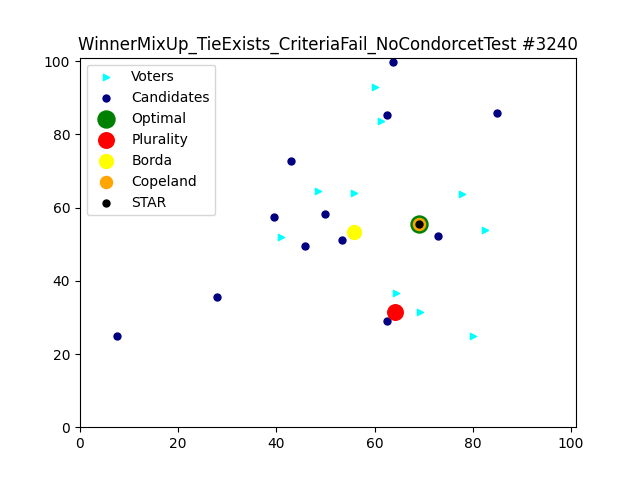 WinnerMixUp_TieExists_CriteriaFail_NoCondorcetTest #3240
Voters
Candidates
Optimal
Plurality
Borda
Copeland
STAR
100
80
60
40
20
0
0 20 40 60 80 100